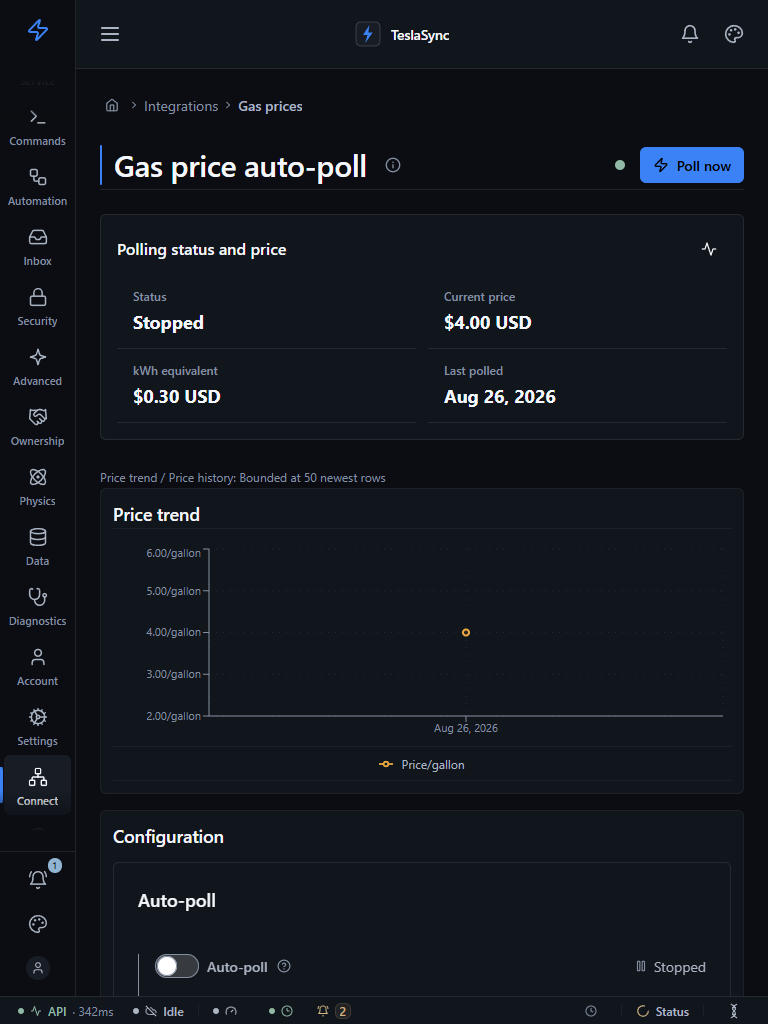 TeslaSync
Commands
Automation
Inbox
Security
Advanced
Ownership
Physics
Data
Diagnostics
Account
Settings
Connect
1
Integrations
Gas prices
Gas price auto-poll
Poll now
Polling status and price
Status
Stopped
Current price
$4.00 USD
kWh equivalent
$0.30 USD
Last polled
Aug 26, 2026
Price trend / Price history: Bounded at 50 newest rows
Price trend
6.00/gallon
5.00/gallon
4.00/gallon
3.00/gallon
2.00/gallon
Aug 26, 2026
Price/gallon
Configuration
Auto-poll
Auto-poll
Stopped
API · 342ms
Idle
2
Status